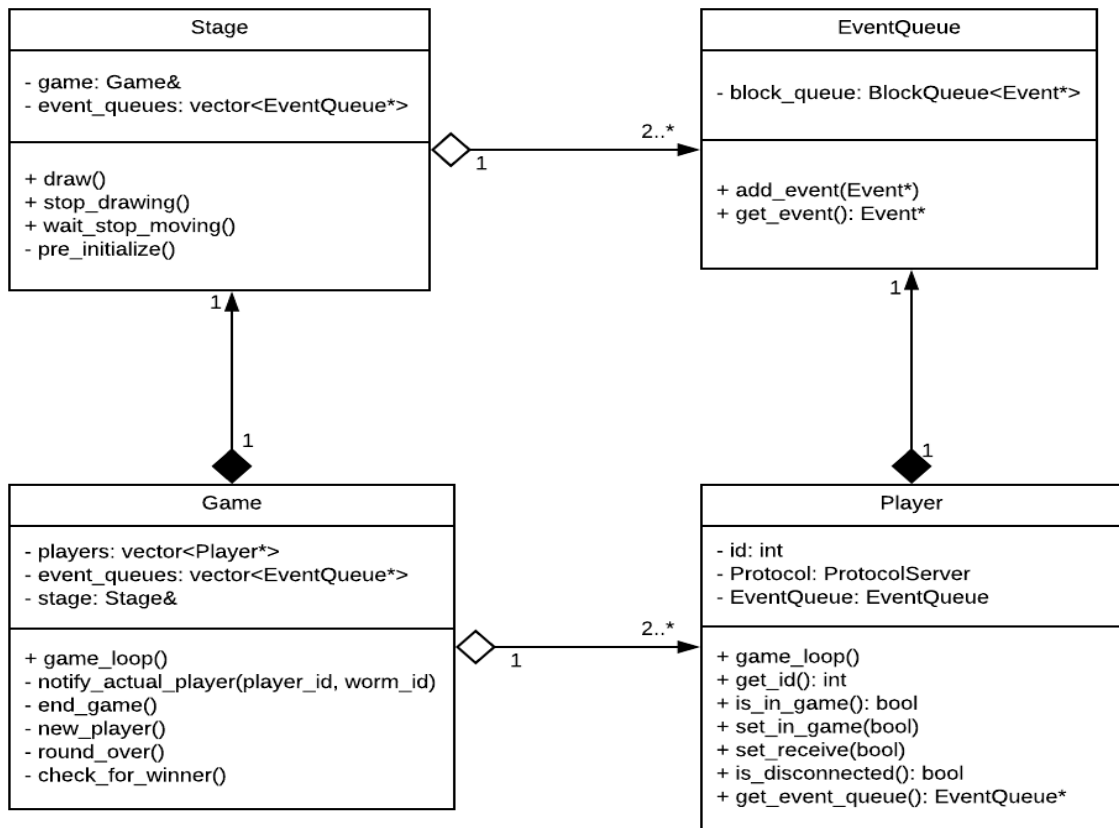 Stage
- game: Game&
- event_queues: vector<EventQueue*>
+ draw()
+ stop_drawing()
+ wait_stop_moving()
- pre_initialize()
EventQueue
- block_queue: BlockQueue<Event*>
+ add_event(Event*)
+ get_event(): Event*
1
2..*
1
1
1
1
Game
- players: vector<Player*>
- event_queues: vector<EventQueue*>
- stage: Stage&
+ game_loop()
- notify_actual_player(player_id, worm_id)
- end_game()
- new_player()
- round_over()
- check_for_winner()
1
2..*
Player
- id: int
- Protocol: ProtocolServer
- EventQueue: EventQueue
+ game_loop()
+ get_id(): int
+ is_in_game(): bool
+ set_in_game(bool)
+ set_receive(bool)
+ is_disconnected(): bool
+ get_event_queue(): EventQueue*